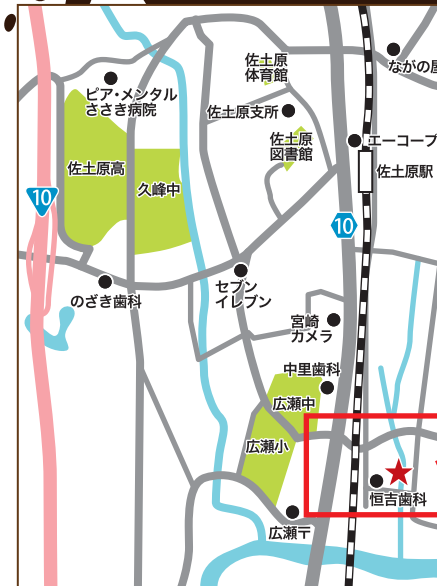 佐土原
体育館
ながの屋
ピア・メンタル
ささき病院
佐土原支所
佐土原
図書館
エーコープ
佐土原高
久峰中
佐土原駅
10
10
のざき歯科
セブン
イレブン
宮崎
カメラ
中里歯科
広瀬中
広瀬小
恒吉歯科
広瀬〒